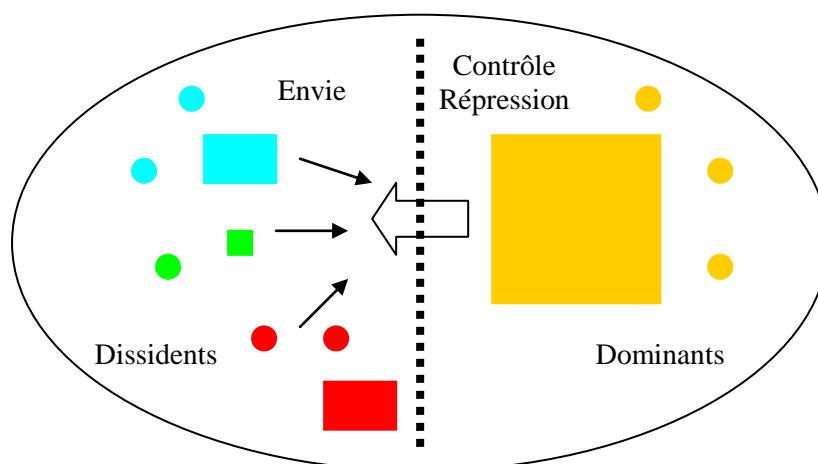 Envie
Contrôle
Répression
Dissidents
Dominants